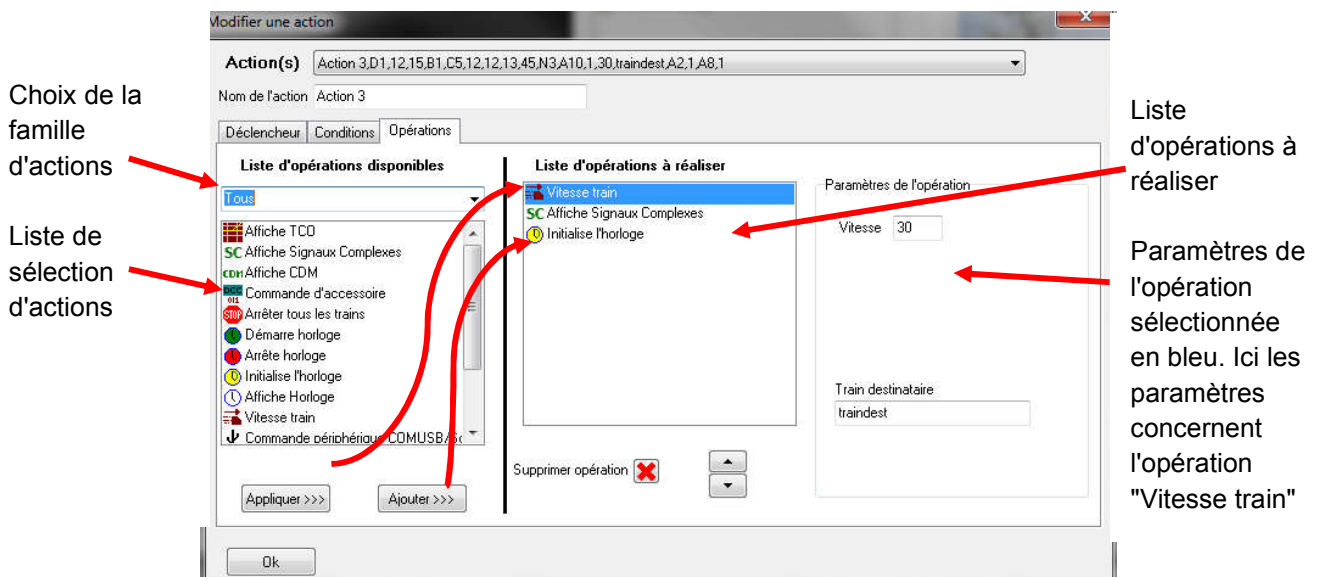 Modifier une action
X
Action(s) Action 3,D1,12,15,B1,C5,12,12,13,45,N3,A10,1,30,traindest,A2,1,A8,1
Nom de l'action Action 3
Déclencheur Conditions Opérations
Choix de la
famille
d'actions
Liste de
sélection
d'actions
Liste d'opérations disponibles
Tous
Affiche TCO
SC Affiche Signaux Complexes
CDM Affiche CDM
DCC 011 Commande d'accessoire
STOP Arrêter tous les trains
Démarre horloge
Arrête horloge
Initialise l'horloge
Affiche Horloge
Vitesse train
Commande périphérique COMUSB/
Appliquer >>> Ajouter >>>
Liste d'opérations à réaliser
Vitesse train
SC Affiche Signaux Complexes
Initialise l'horloge
Supprimer opération
Paramètres de l'opération
Vitesse 30
Train destinataire
traindest
Ok
Liste
d'opérations à
réaliser
Paramètres de
l'opération
sélectionnée
en bleu. Ici les
paramètres
concernent
l'opération
"Vitesse train"